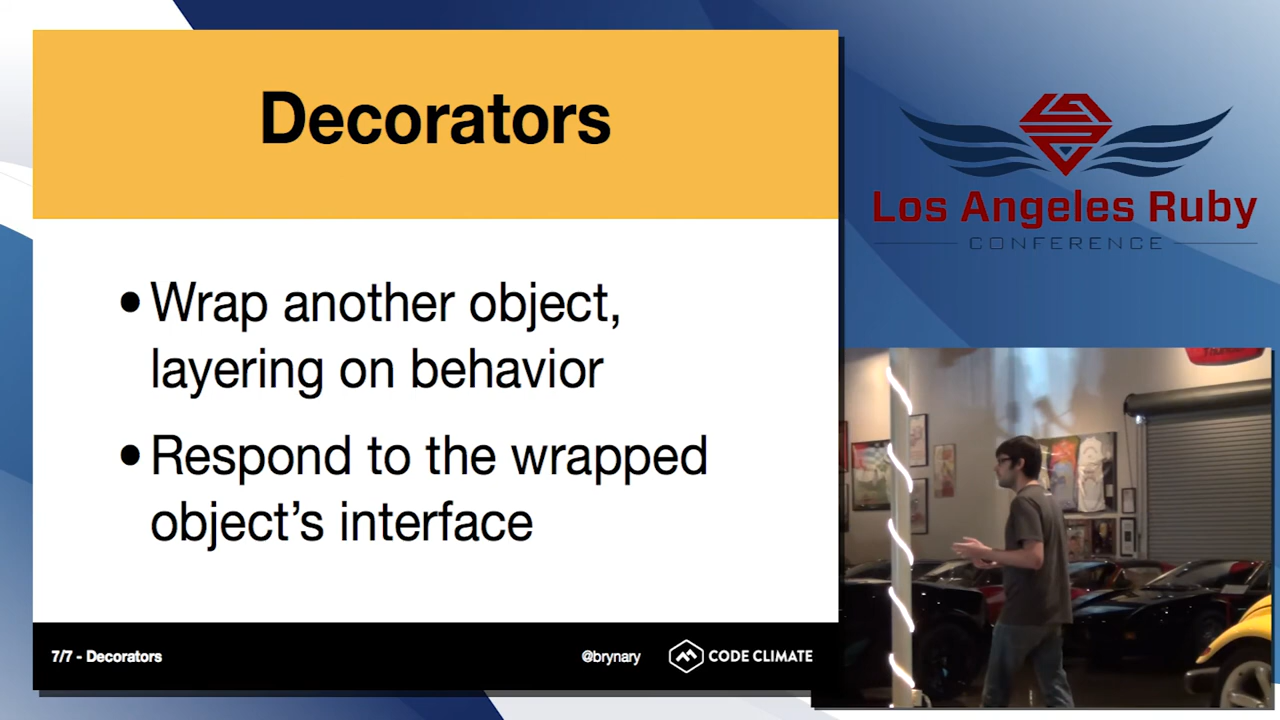 Decorators
• Wrap another object,
layering on behavior
• Respond to the wrapped
object’s interface
7/7 - Decorators
@brynary
CODE CLIMATE
Los Angeles Ruby
CONFERENCE